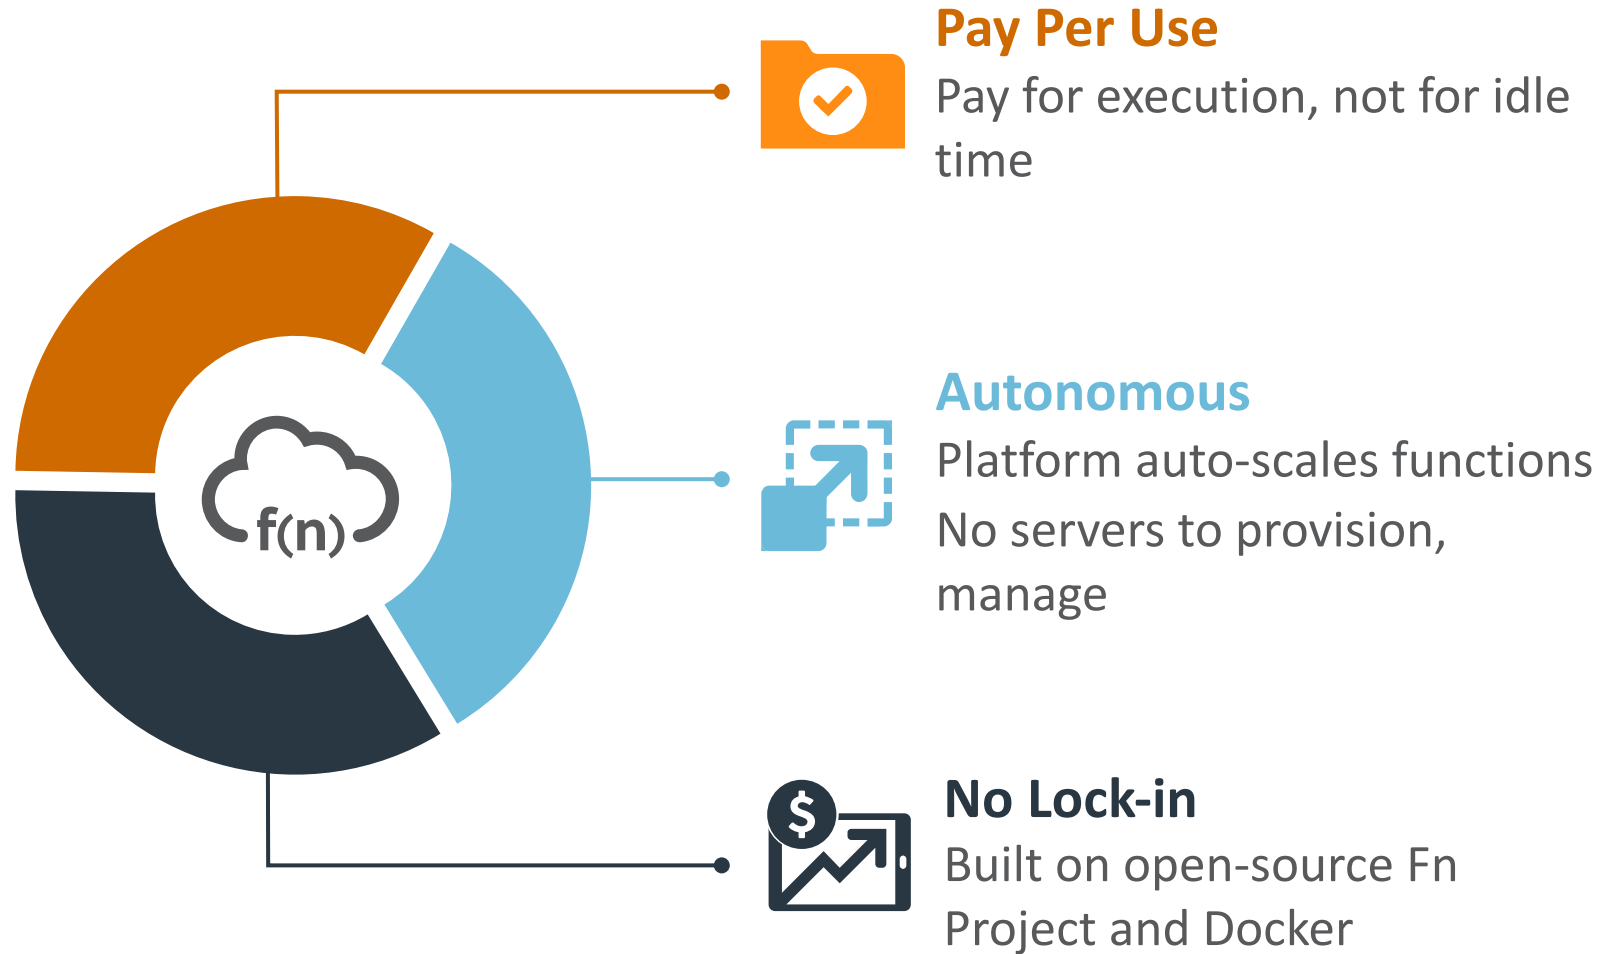 Pay Per Use
Pay for execution, not for idle
time
Autonomous
Platform auto-scales functions
No servers to provision,
manage
f(n)
$
No Lock-in
Built on open-source Fn
Project and Docker